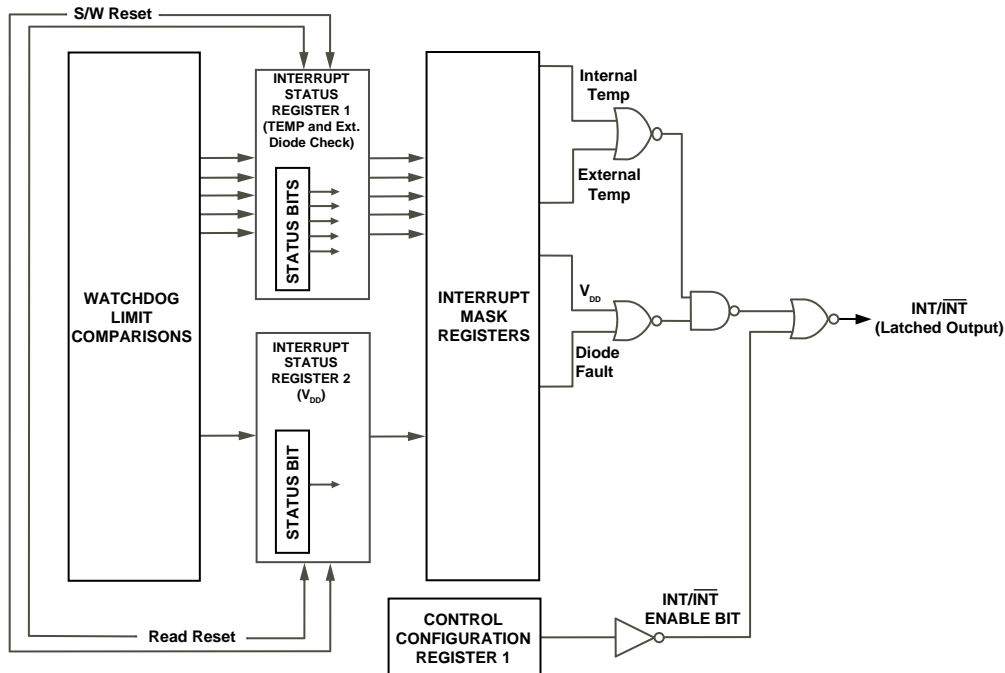 S/W Reset
INTERRUPT
STATUS
REGISTER 1
(TEMP and Ext.
Diode Check)
STATUS BITS
WATCHDOG
LIMIT
COMPARISONS
INTERRUPT
STATUS
REGISTER 2
(VDD)
STATUS BIT
Read Reset
INTERRUPT
MASK
REGISTERS
Internal
Temp
External
Temp
VDD
Diode
Fault
INT/INT
(Latched Output)
INT/INT
ENABLE BIT
CONTROL
CONFIGURATION
REGISTER 1